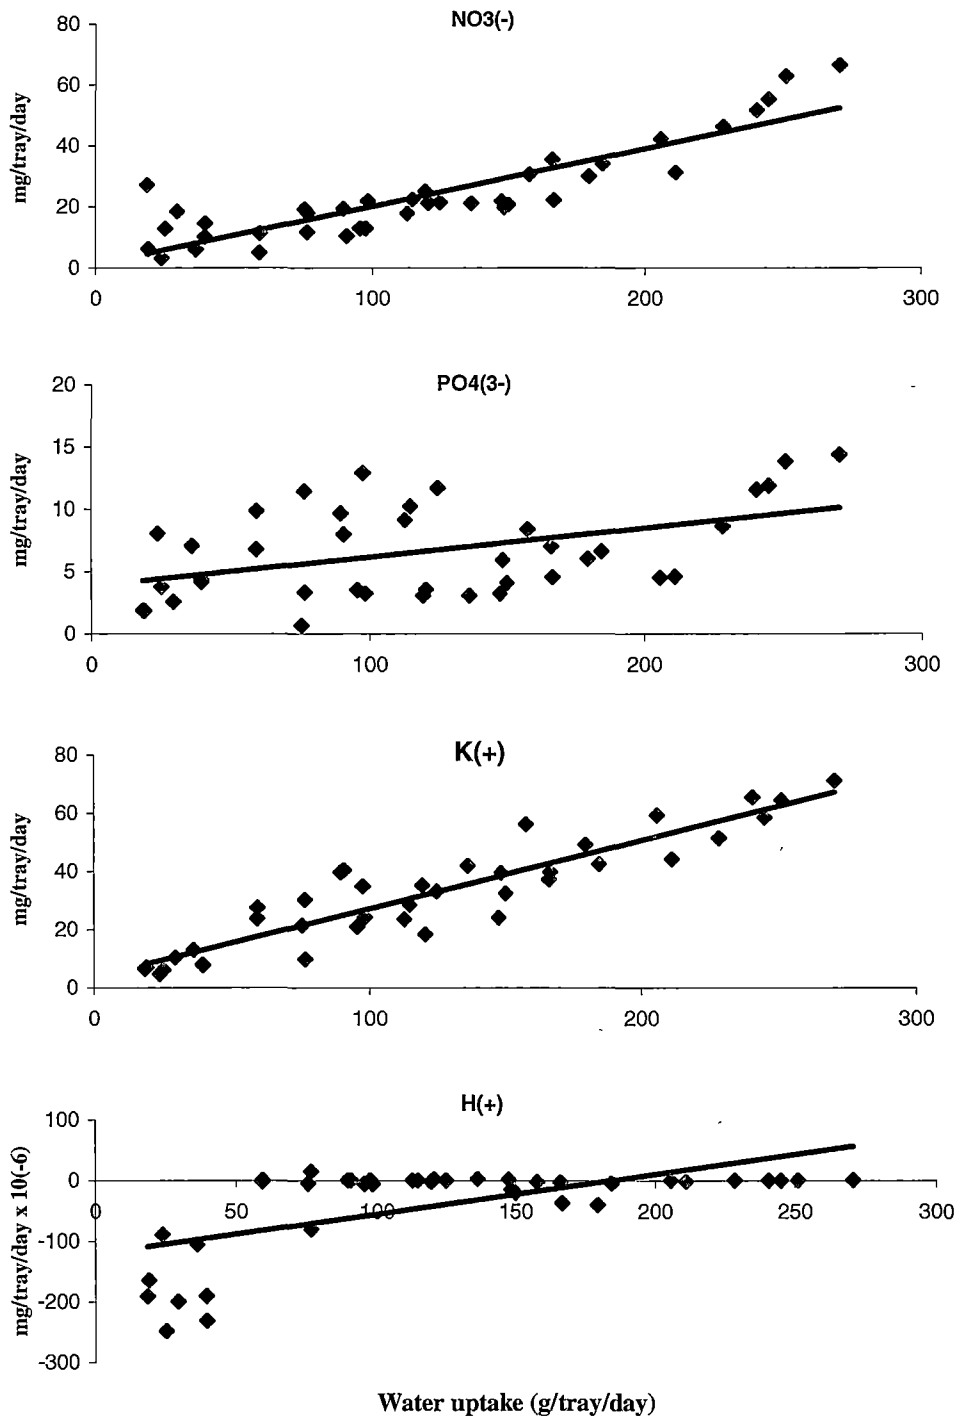 NO3(-)
mg/tray/day
80
60
40
20
0
0 100 200 300
PO4(3-)
mg/tray/day
20
15
10
5
0
0 100 200 300
K(+)
mg/tray/day
80
60
40
20
0
0 100 200 300
H(+)
mg/tray/day x 10(-6)
100
0
-100
-200
-300
0 50 100 150 200 250 300
Water uptake (g/tray/day)